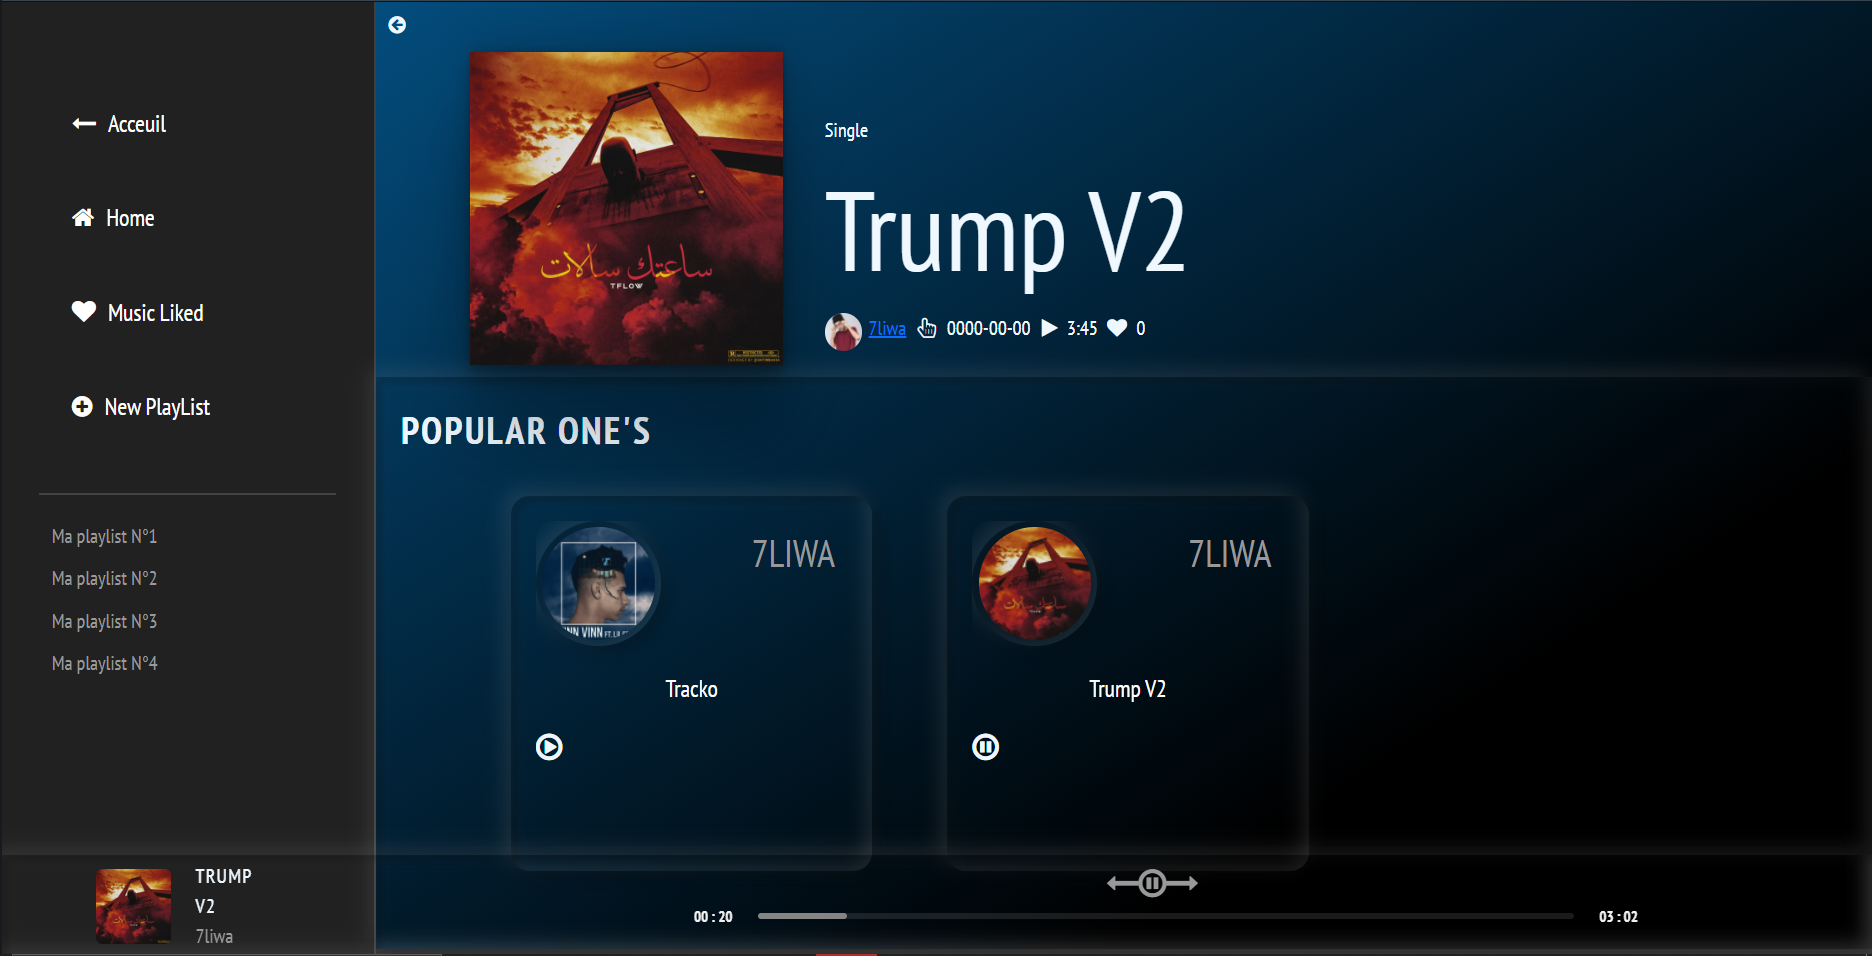 Acceuil
Home
Music Liked
New PlayList
Ma playlist N°1
Ma playlist N°2
Ma playlist N°3
Ma playlist N°4
ساعتك سالات
TFLOW
Single
Trump V2
7liwa 0000-00-00 3:45 0
POPULAR ONE'S
7LIWA
Tracko
7LIWA
Trump V2
TRUMP
V2
7liwa
00 : 20
03 : 02